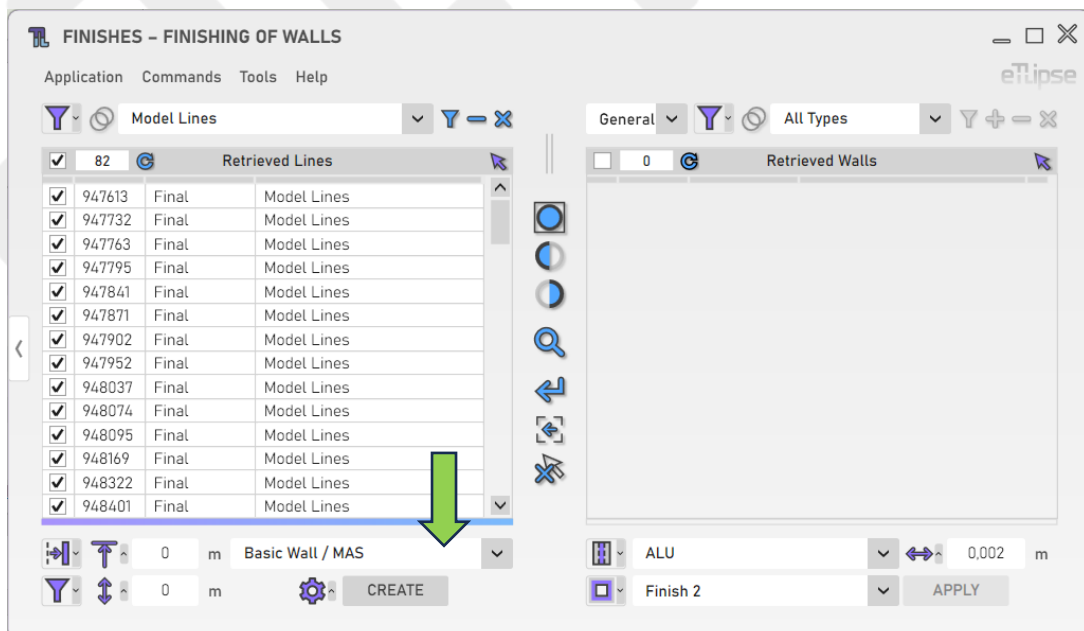 FINISHES – FINISHING OF WALLS
Application Commands Tools Help
eTLipse
Model Lines
General All Types
82 Retrieved Lines
0 Retrieved Walls
947613 Final Model Lines
947732 Final Model Lines
947763 Final Model Lines
947795 Final Model Lines
947841 Final Model Lines
947871 Final Model Lines
947902 Final Model Lines
947952 Final Model Lines
948037 Final Model Lines
948074 Final Model Lines
948095 Final Model Lines
948169 Final Model Lines
948322 Final Model Lines
948401 Final Model Lines
0 m Basic Wall / MAS
0 m CREATE
ALU 0,002 m
Finish 2 APPLY